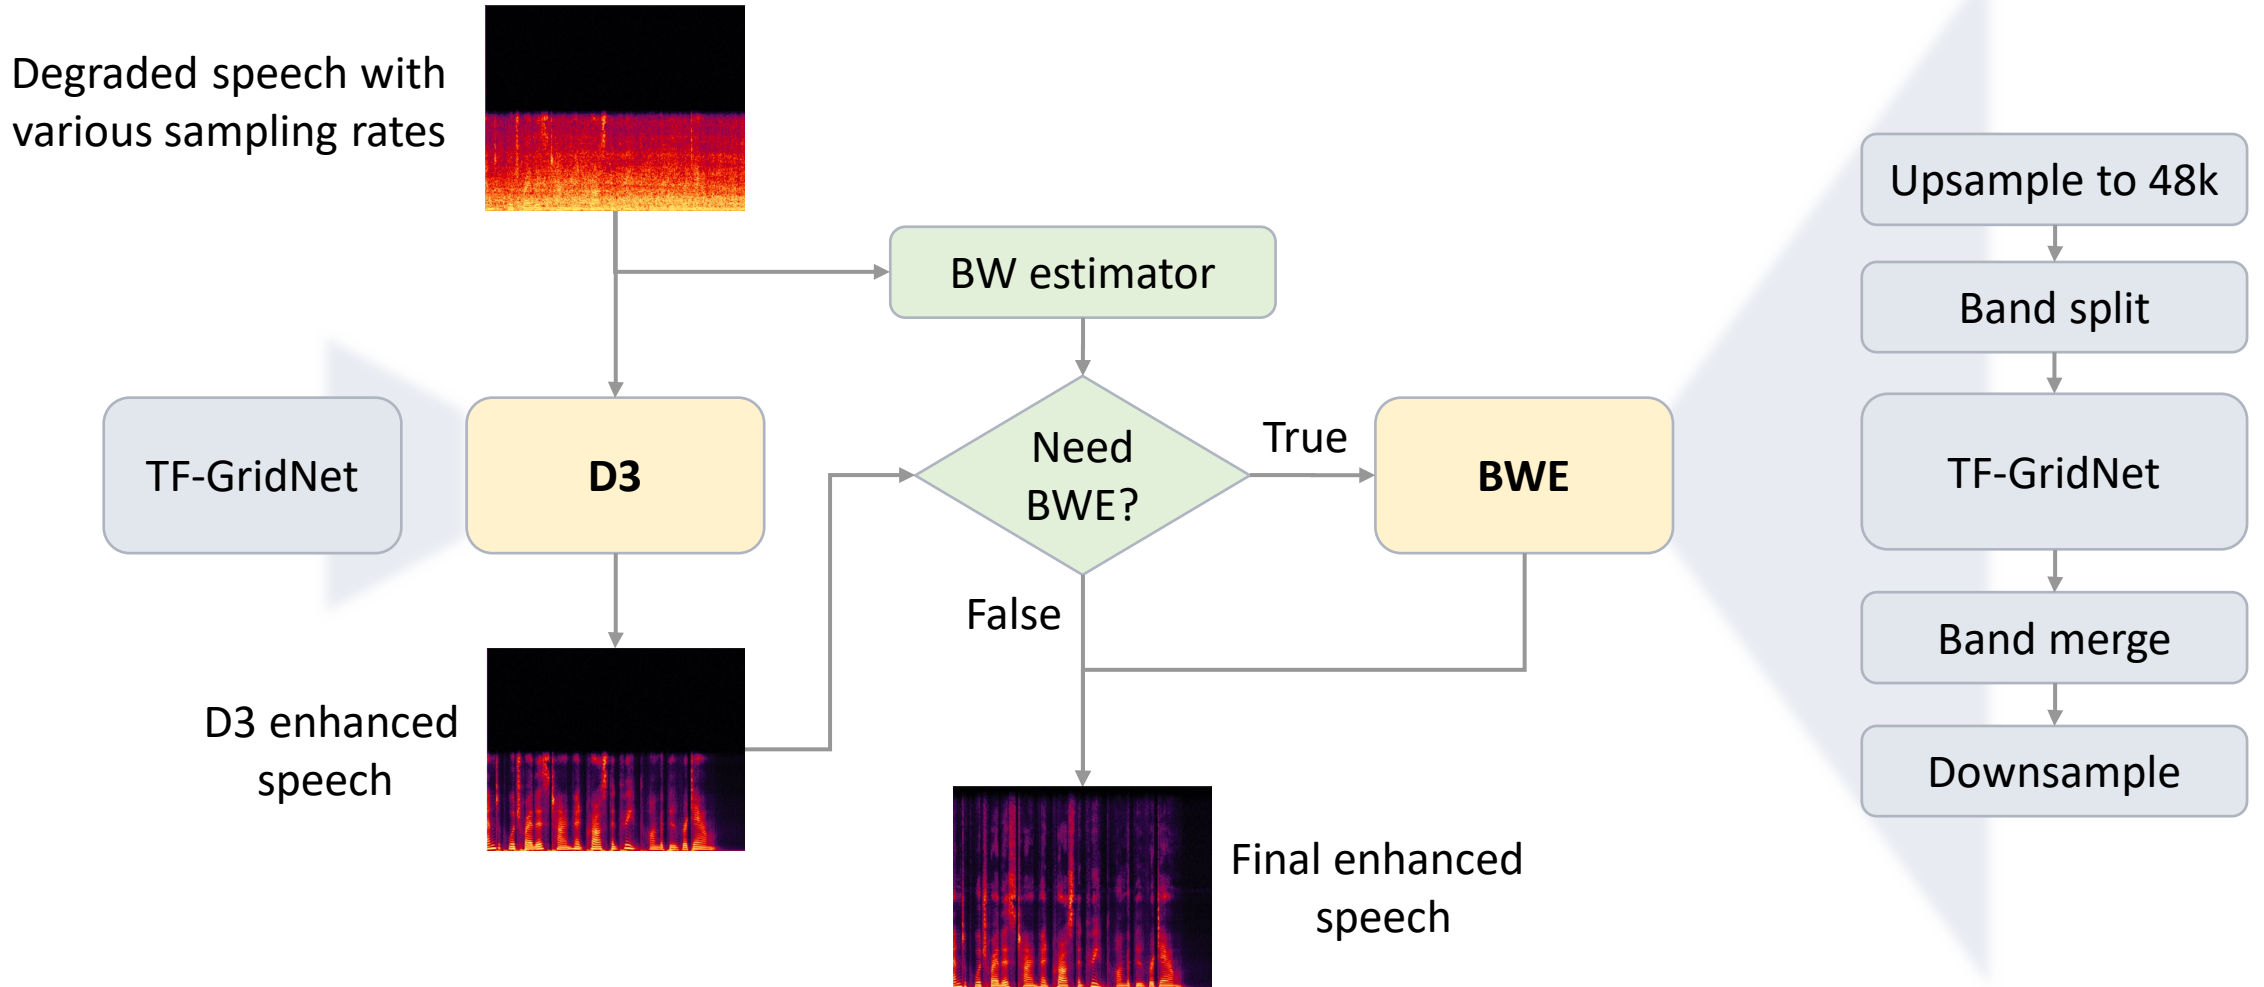 Degraded speech with
various sampling rates
BW estimator
TF-GridNet
D3
Need
BWE?
True
BWE
False
D3 enhanced
speech
Final enhanced
speech
Upsample to 48k
Band split
TF-GridNet
Band merge
Downsample